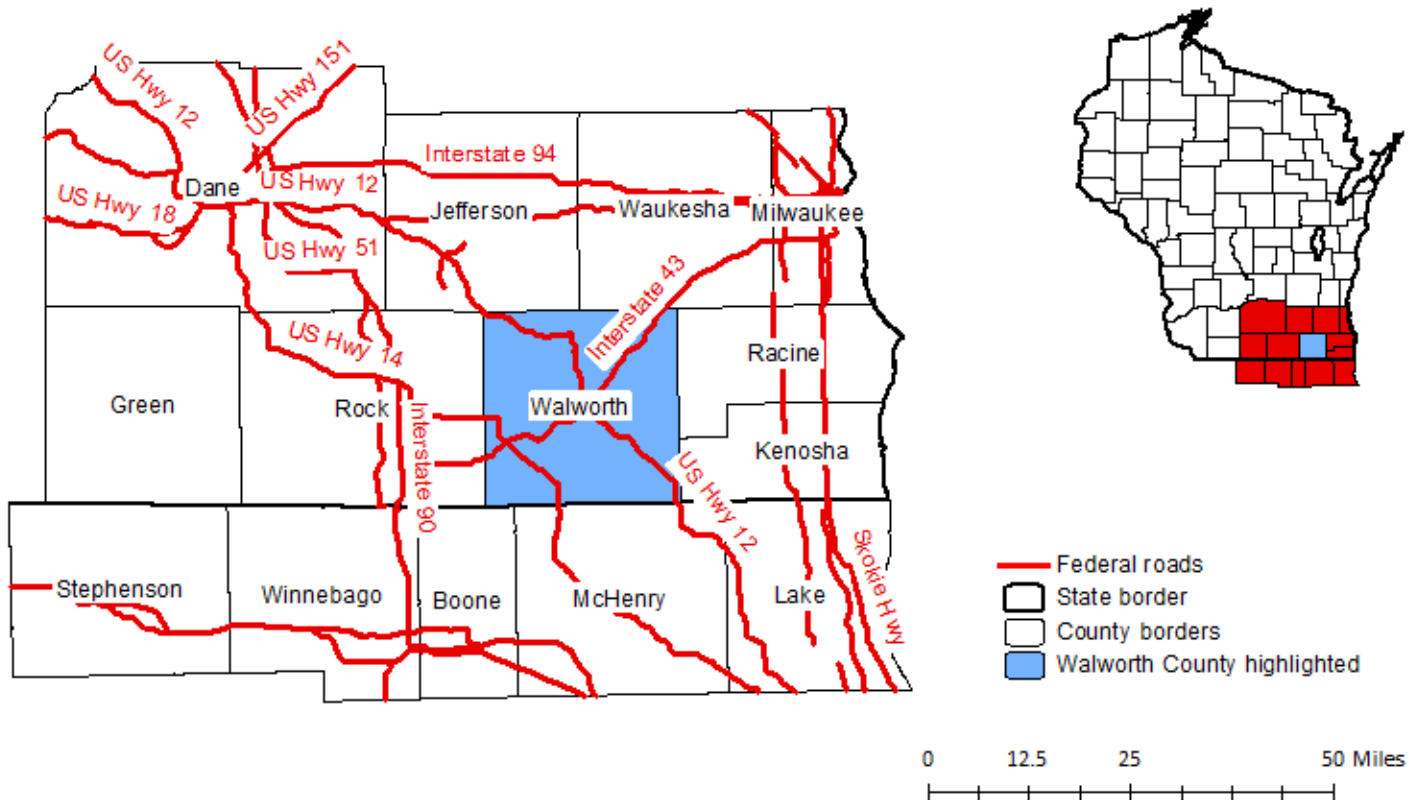 US Hwy 12
US Hwy 151
Interstate 94
US Hwy 12
Dane
US Hwy 18
Jefferson
Waukesha
Milwaukee
US Hwy 51
Interstate 43
US Hwy 14
Racine
Green
Rock
Walworth
Interstate 90
Kenosha
US Hwy 12
Skokie Hwy
Stephenson
Winnebago
Boone
McHenry
Lake
Federal roads
State border
County borders
Walworth County highlighted
0 12.5 25 50 Miles